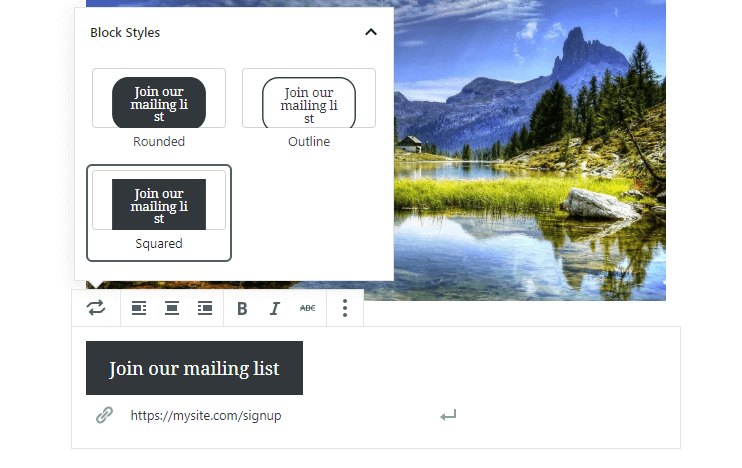 Block Styles
Join our
mailing li
st
Rounded
Join our
mailing li
st
Outline
Join our
mailing li
st
Squared
B I ABC
Join our mailing list
https://mysite.com/signup